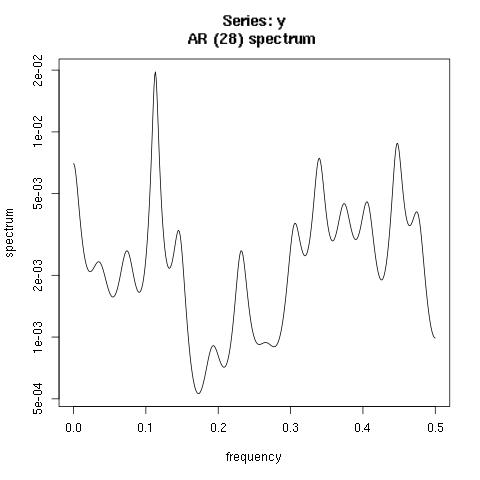 Series: y
AR (28) spectrum
2e-02
1e-02
5e-03
2e-03
1e-03
5e-04
spectrum
0.0 0.1 0.2 0.3 0.4 0.5
frequency